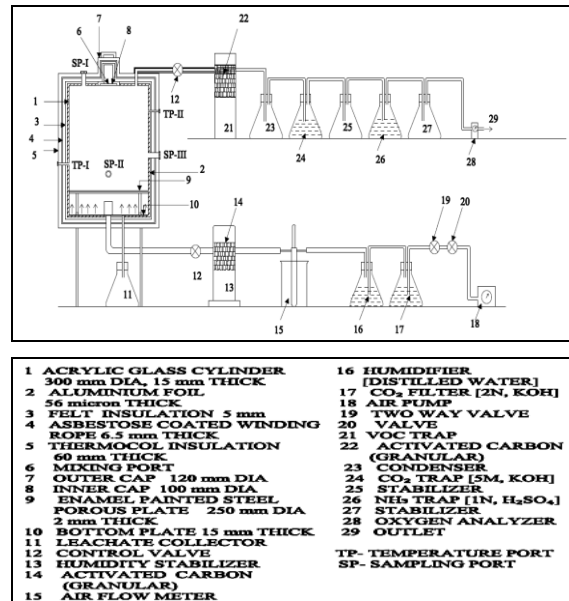 7
6
8
22
SP-I
1
12
TP-II
29
3
21
23
25
27
4
24
26
28
5
TP-I
SP-II
SP-III
2
9
10
14
19
20
12
13
11
15
16
17
18
1 ACRYLIC GLASS CYLINDER
300 mm DIA, 15 mm THICK
2 ALUMINIUM FOIL
56 micron THICK
3 FELT INSULATION 5 mm
4 ASBESTOSE COATED WINDING
ROPE 6.5 mm THICK
5 THERMOCOL INSULATION
60 mm THICK
6 MIXING PORT
7 OUTER CAP 120 mm DIA
8 INNER CAP 100 mm DIA
9 ENAMEL PAINTED STEEL
POROUS PLATE 250 mm DIA
2 mm THICK
10 BOTTOM PLATE 15 mm THICK
11 LEACHATE COLLECTOR
12 CONTROL VALVE
13 HUMIDITY STABILIZER
14 ACTIVATED CARBON
(GRANULAR)
15 AIR FLOW METER
16 HUMIDIFIER
[DISTILLED WATER]
17 CO₂ FILTER [2N, KOH]
18 AIR PUMP
19 TWO WAY VALVE
20 VALVE
21 VOC TRAP
22 ACTIVATED CARBON
(GRANULAR)
23 CONDENSER
24 CO₂ TRAP [5M, KOH]
25 STABILIZER
26 NH₃ TRAP [1N, H₂SO₄]
27 STABILIZER
28 OXYGEN ANALYZER
29 OUTLET
TP- TEMPERATURE PORT
SP- SAMPLING PORT